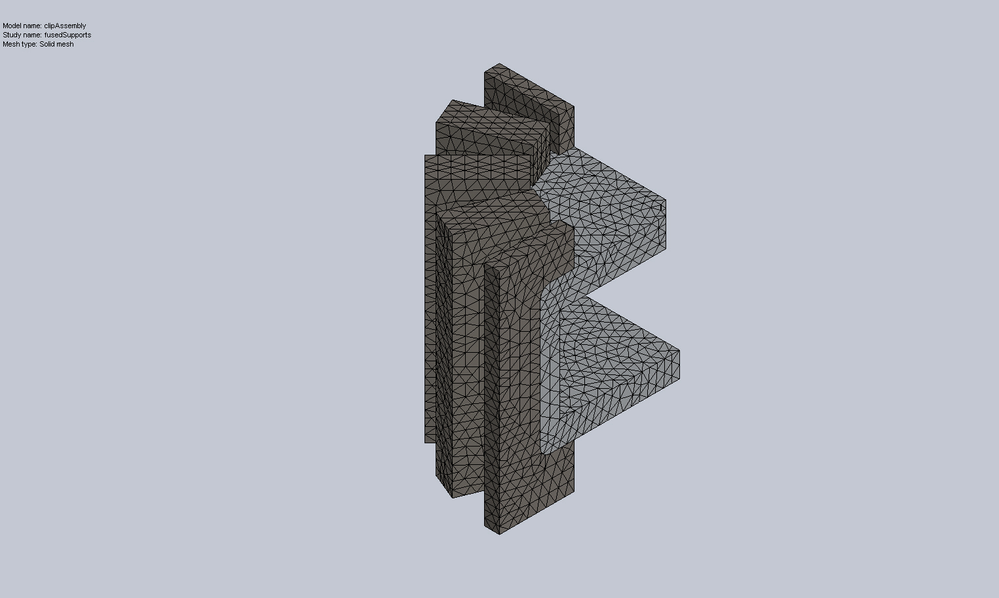 Model name: clipAssembly
Study name: fusedSupports
Mesh type: Solid mesh